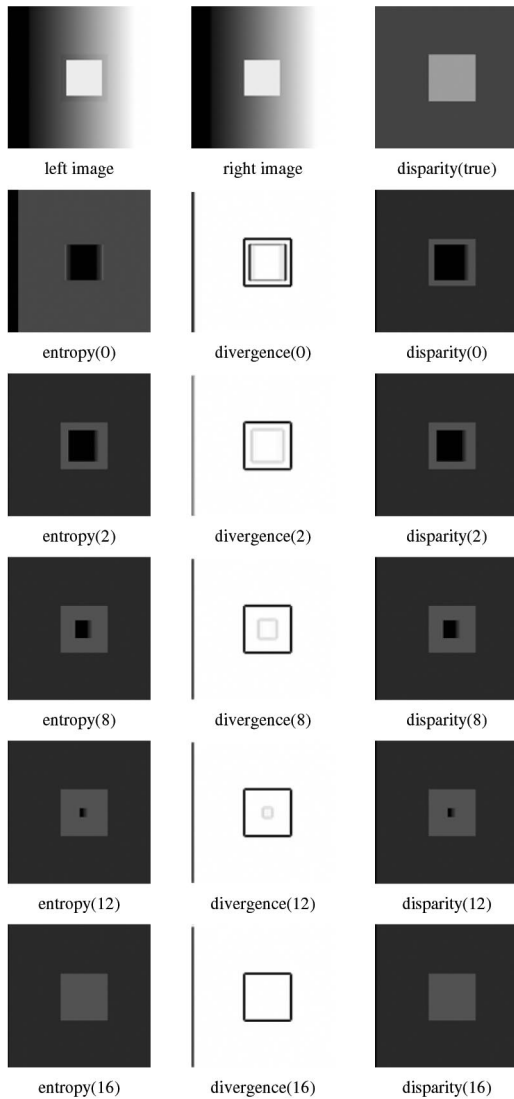 left image
right image
disparity(true)
entropy(0)
divergence(0)
disparity(0)
entropy(2)
divergence(2)
disparity(2)
entropy(8)
divergence(8)
disparity(8)
entropy(12)
divergence(12)
disparity(12)
entropy(16)
divergence(16)
disparity(16)